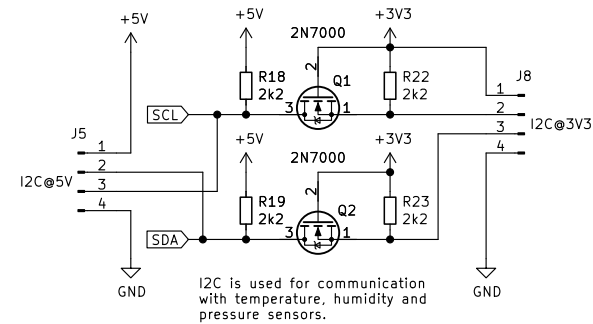 +5V
+5V
+3V3
2N7000
2
Q1
R18
2k2
R22
2k2
J8
SCL
3
1
1
2
I2C@3V3
3
4
J5
1
2
I2C@5V
3
4
+5V
+3V3
2N7000
2
Q2
R19
2k2
R23
2k2
SDA
3
1
GND
GND
I2C is used for communication
with temperature, humidity and
pressure sensors.